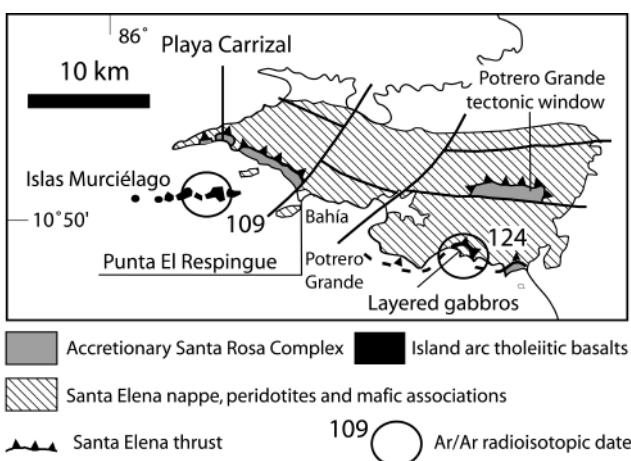 86˚
Playa Carrizal
10 km
Potrero Grande
tectonic window
Islas Murciélago
109
10˚50'
Bahía
124
Punta El Respingue
Potrero
Grande
Layered gabbros
CL
Accretionary Santa Rosa Complex
Island arc tholeiitic basalts
Santa Elena nappe, peridotites and mafic associations
Santa Elena thrust
109
Ar/Ar radioisotopic date